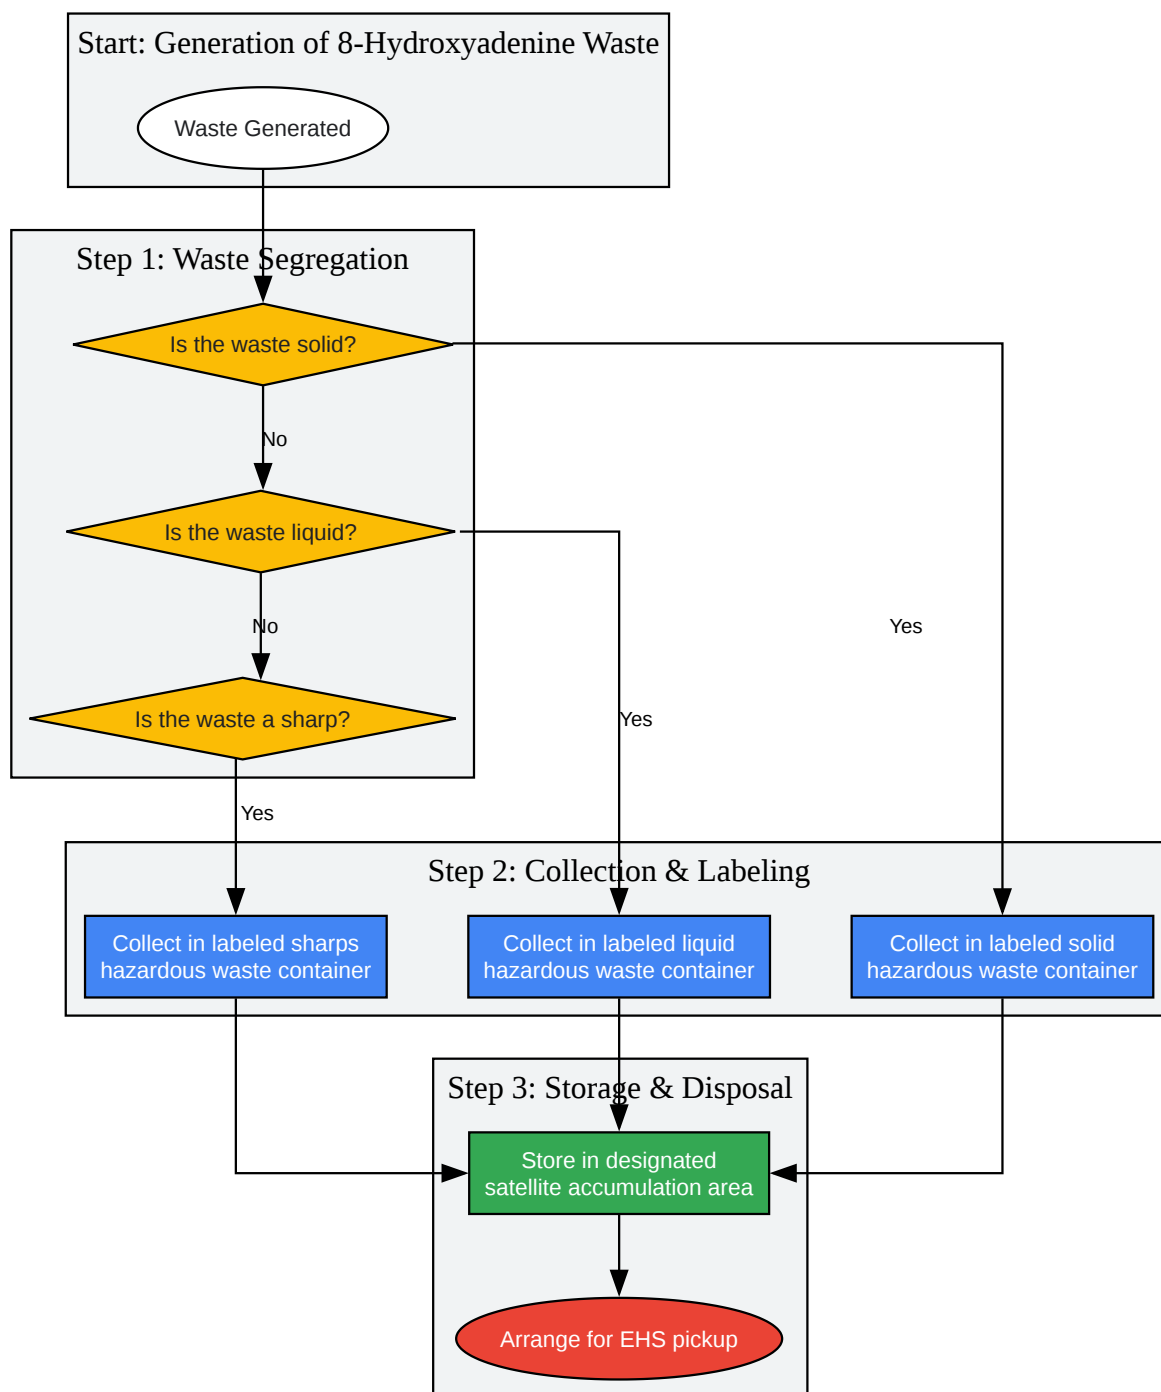 Start: Generation of 8-Hydroxyadenine Waste
Waste Generated
Step 1: Waste Segregation
Is the waste solid?
No
Is the waste liquid?
No
Yes
Is the waste a sharp?
Yes
Yes
Step 2: Collection & Labeling
Collect in labeled sharps
hazardous waste container
Collect in labeled liquid
hazardous waste container
Collect in labeled solid
hazardous waste container
Step 3: Storage & Disposal
Store in designated
satellite accumulation area
Arrange for EHS pickup